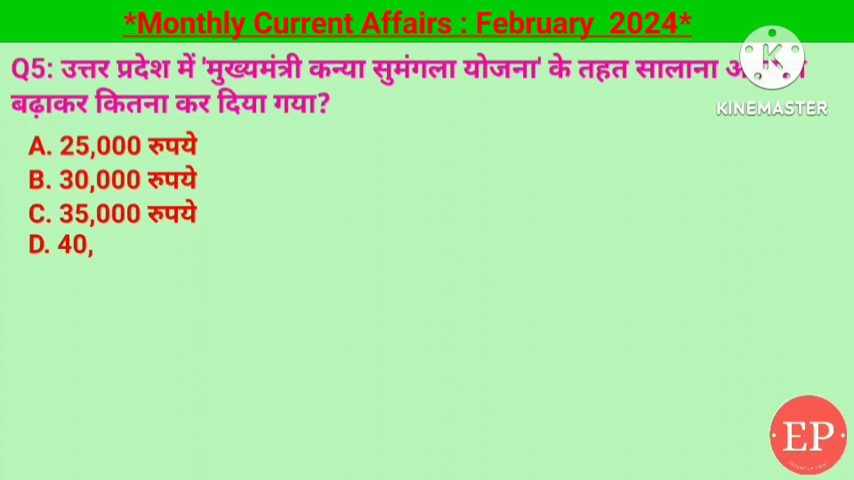 *Monthly Current Affairs : February 2024*
Q5: उत्तर प्रदेश में 'मुख्यमंत्री कन्या सुमंगला योजना' के तहत सालाना
बढ़ाकर कितना कर दिया गया?
A. 25,000 रुपये
B. 30,000 रुपये
C. 35,000 रुपये
D. 40,
K
KINEMASTER
EP